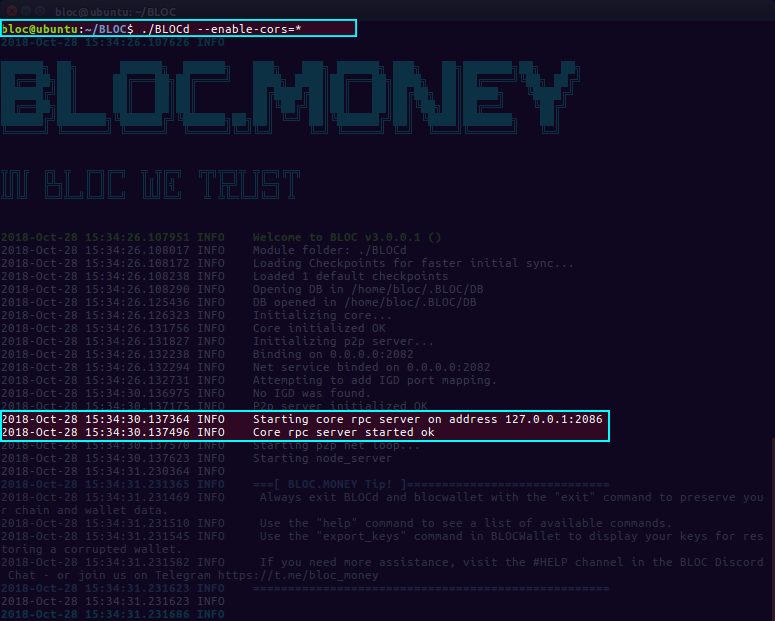 bloc@ubuntu: ~/BLOC
bloc@ubuntu:~/BLOC$ ./BLOCd --enable-cors=*
2018-Oct-28 15:34:26.107626 INFO
BLOC.MONEY
IN BLOC WE TRUST
2018-Oct-28 15:34:26.107951 INFO    Welcome to BLOC v3.0.0.1 ()
2018-Oct-28 15:34:26.108017 INFO    Module folder: ./BLOCd
2018-Oct-28 15:34:26.108172 INFO    Loading Checkpoints for faster initial sync...
2018-Oct-28 15:34:26.108238 INFO    Loaded 1 default checkpoints
2018-Oct-28 15:34:26.108290 INFO    Opening DB in /home/bloc/.BLOC/DB
2018-Oct-28 15:34:26.125436 INFO    DB opened in /home/bloc/.BLOC/DB
2018-Oct-28 15:34:26.126323 INFO    Initializing core...
2018-Oct-28 15:34:26.131756 INFO    Core initialized OK
2018-Oct-28 15:34:26.131827 INFO    Initializing p2p server...
2018-Oct-28 15:34:26.132238 INFO    Binding on 0.0.0.0:2082
2018-Oct-28 15:34:26.132294 INFO    Net service binded on 0.0.0.0:2082
2018-Oct-28 15:34:26.132731 INFO    Attempting to add IGD port mapping.
2018-Oct-28 15:34:30.136975 INFO    No IGD was found.
2018-Oct-28 15:34:30.137175 INFO    P2p server initialized OK
2018-Oct-28 15:34:30.137364 INFO    Starting core rpc server on address 127.0.0.1:2086
2018-Oct-28 15:34:30.137496 INFO    Core rpc server started ok
2018-Oct-28 15:34:30.137570 INFO    Starting p2p net loop...
2018-Oct-28 15:34:30.137623 INFO    Starting node_server
2018-Oct-28 15:34:31.230364 INFO
2018-Oct-28 15:34:31.231365 INFO    ===[ BLOC.MONEY Tip! ]=============================
2018-Oct-28 15:34:31.231469 INFO     Always exit BLOCd and blocwallet with the "exit" command to preserve you
r chain and wallet data.
2018-Oct-28 15:34:31.231510 INFO     Use the "help" command to see a list of available commands.
2018-Oct-28 15:34:31.231545 INFO     Use the "export_keys" command in BLOCWallet to display your keys for res
toring a corrupted wallet.
2018-Oct-28 15:34:31.231582 INFO     If you need more assistance, visit the #HELP channel in the BLOC Discord
Chat - or join us on Telegram https://t.me/bloc_money
2018-Oct-28 15:34:31.231623 INFO    ===================================================
2018-Oct-28 15:34:31.231623 INFO
2018-Oct-28 15:34:31.231686 INFO